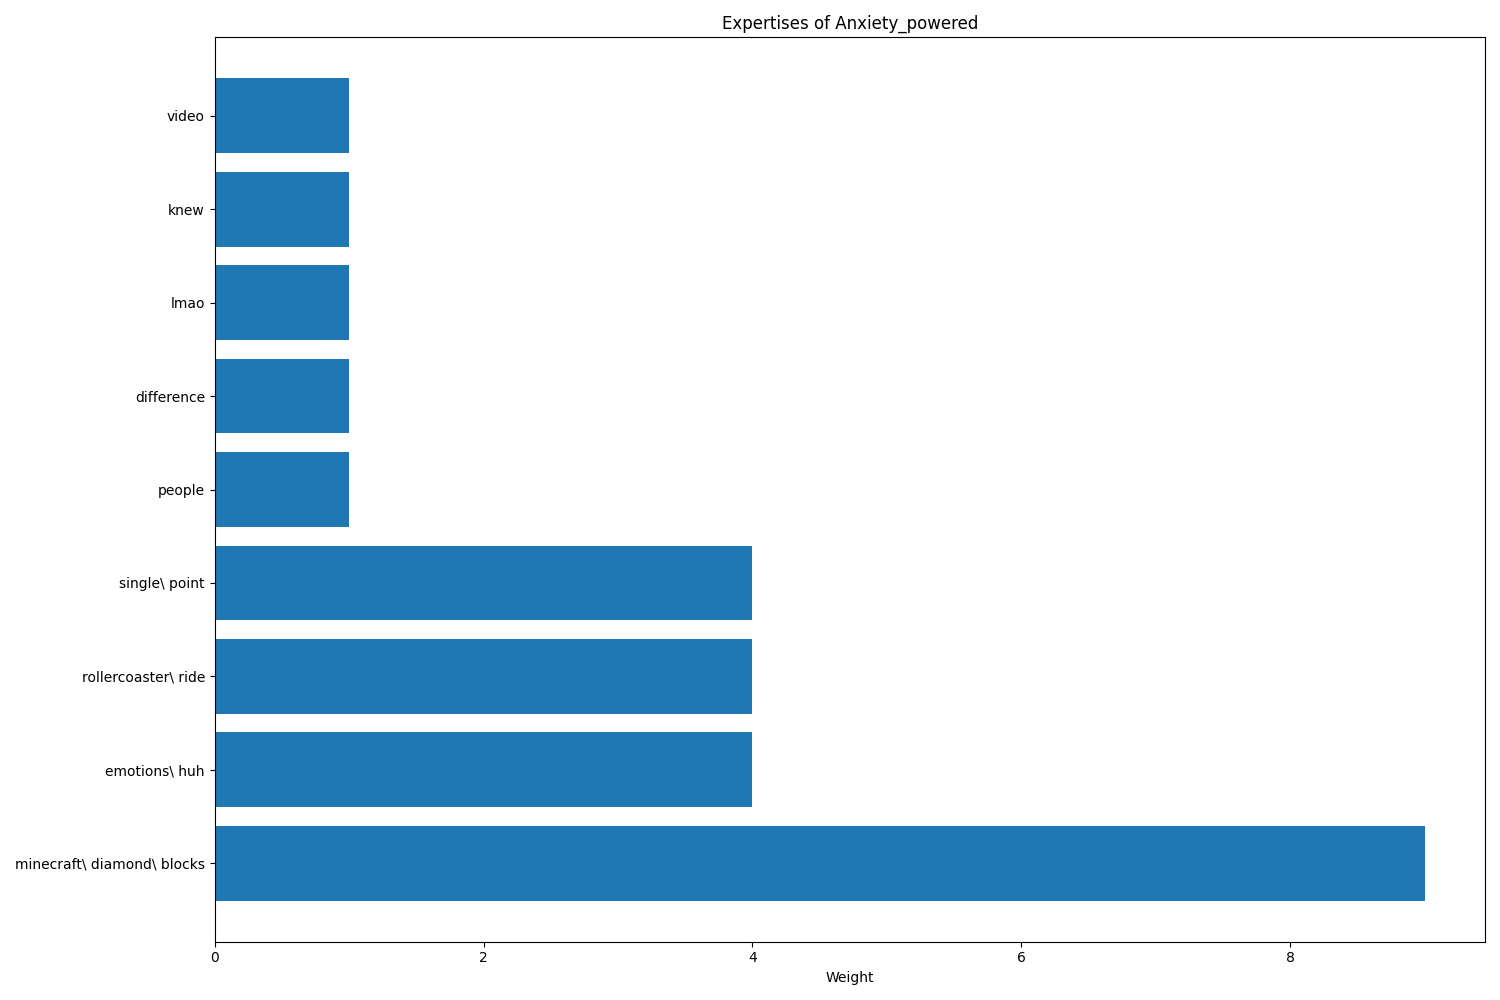 Expertises of Anxiety_powered
video
knew
lmao
difference
people
single\ point
rollercoaster\ ride
emotions\ huh
minecraft\ diamond\ blocks
0 2 4 6 8
Weight